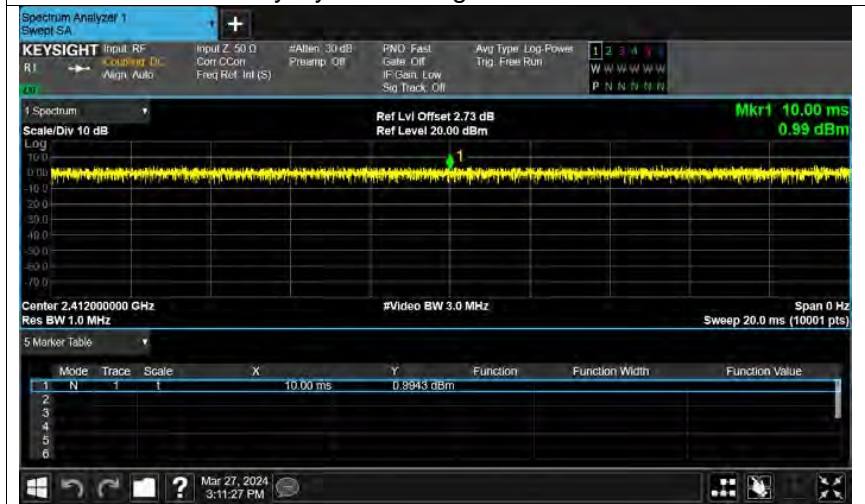 Spectrum Analyzer 1
Swept SA
+
KEYSIGHT Input: RF Input Z: 50 Ω #Atten: 30 dB PNO: Fast Avg Type: Log-Power 1 2 3 4 5 6
R L Coupling: DC Corr CCorr Preamp: Off Gate: Off Trig: Free Run W W W W W W
Align: Auto Freq Ref: Int (S) IF Gain: Low
Sig Track: Off P N N N N N
1 Spectrum Ref Lvl Offset 2.73 dB Mkr1 10.00 ms
Scale/Div 10 dB Ref Level 20.00 dBm 0.99 dBm
Log
10.0
0.00
-10.0
-20.0
-30.0
-40.0
-50.0
-60.0
-70.0
1
Center 2.412000000 GHz #Video BW 3.0 MHz Span 0 Hz
Res BW 1.0 MHz Sweep 20.0 ms (10001 pts)
5 Marker Table
Mode Trace Scale X Y Function Function Width Function Value
1 N 1 t 10.00 ms 0.9943 dBm
2
3
4
5
6
? Mar 27, 2024
3:11:27 PM